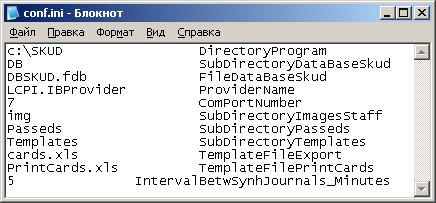 conf.ini - Блокнот
Файл Правка Формат Вид Справка
c:\SKUD DirectoryProgram
DB SubDirectoryDataBaseSkud
DBSKUD.fdb FileDataBaseSkud
LCPI.IBProvider ProviderName
7 ComPortNumber
img SubDirectoryImagesStaff
Passeds SubDirectoryPasseds
Templates SubDirectoryTemplates
cards.xls TemplateFileExport
PrintCards.xls TemplateFilePrintCards
5 IntervalBetwSynhJournals_Minutes